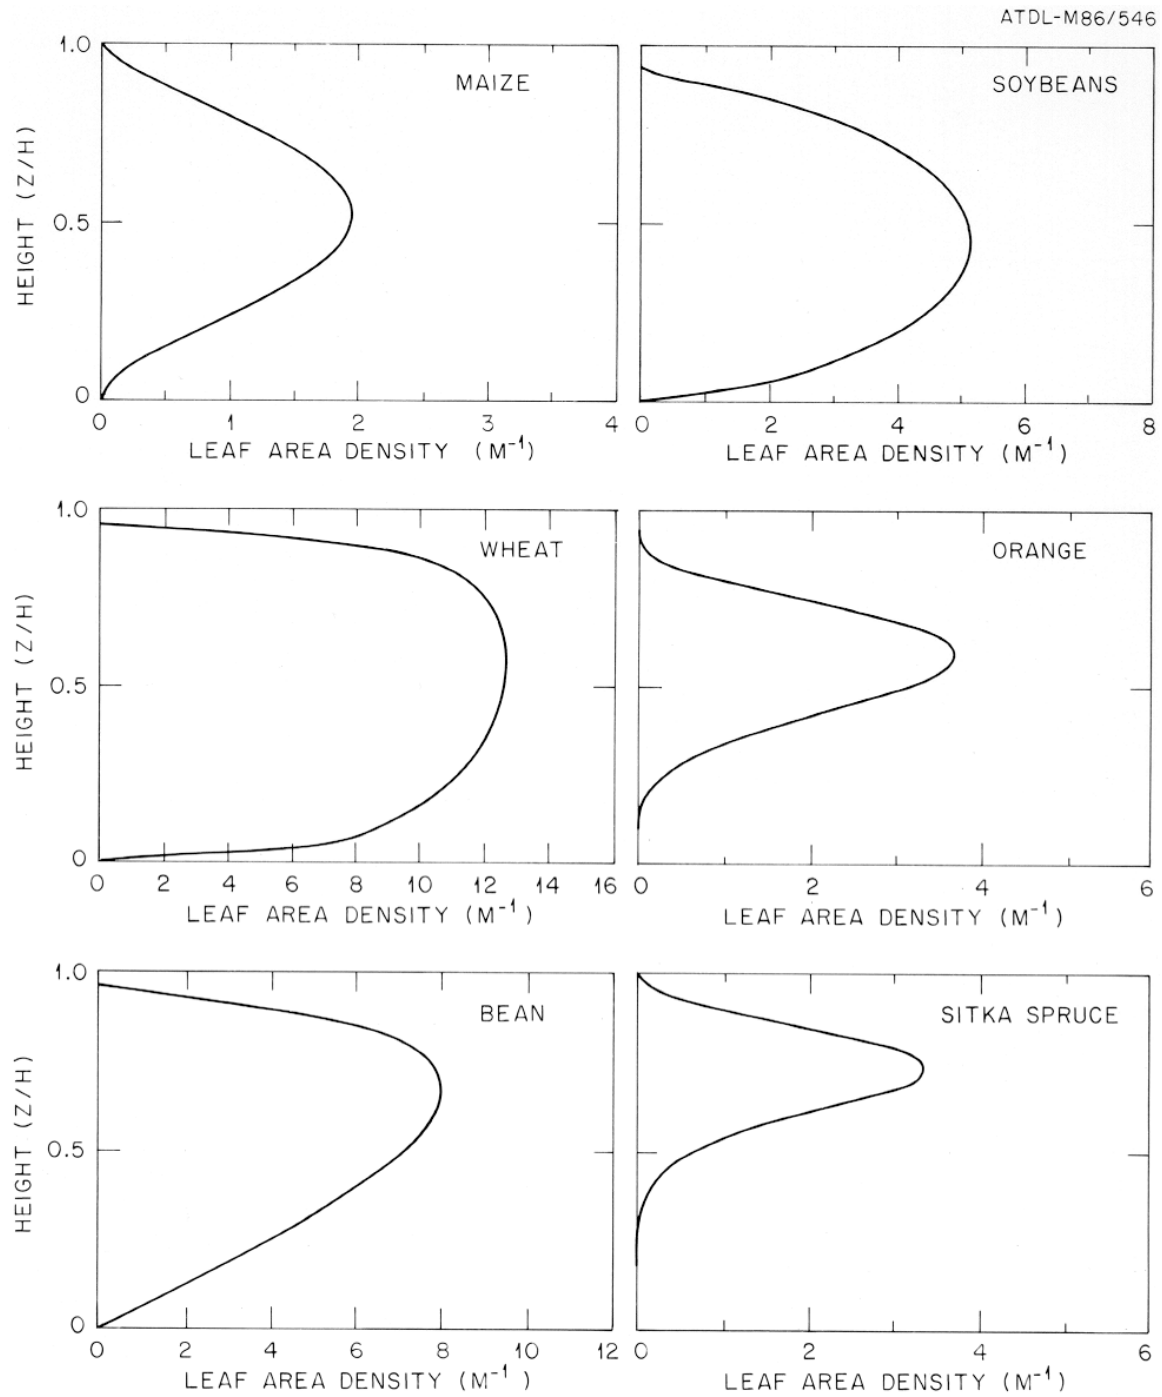 ATDL-M86/546
1.0
MAIZE
HEIGHT (Z/H)
0.5
0
0 1 2 3 4
LEAF AREA DENSITY (M⁻¹)
SOYBEANS
0 2 4 6 8
LEAF AREA DENSITY (M⁻¹)
1.0
WHEAT
HEIGHT (Z/H)
0.5
0
0 2 4 6 8 10 12 14 16
LEAF AREA DENSITY (M⁻¹)
ORANGE
0 2 4 6
LEAF AREA DENSITY (M⁻¹)
1.0
BEAN
HEIGHT (Z/H)
0.5
0
0 2 4 6 8 10 12
LEAF AREA DENSITY (M⁻¹)
SITKA SPRUCE
0 2 4 6
LEAF AREA DENSITY (M⁻¹)